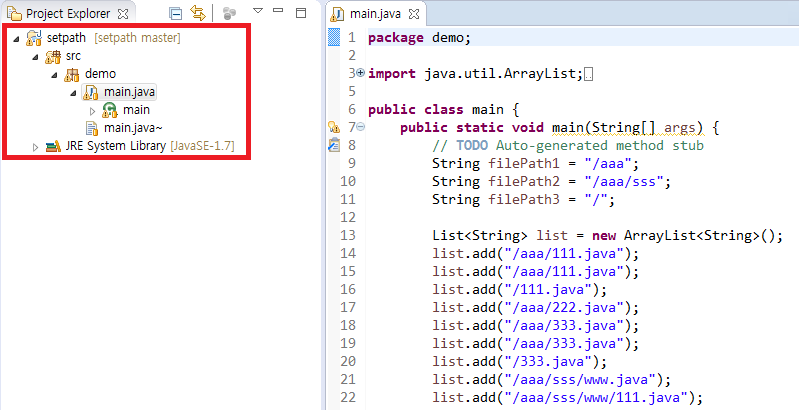 Project Explorer
setpath [setpath master]
src
demo
main.java
main
main.java~
JRE System Library [JavaSE-1.7]
main.java
1 package demo;
2
3 import java.util.ArrayList;
5
6 public class main {
7 public static void main(String[] args) {
8 // TODO Auto-generated method stub
9 String filePath1 = "/aaa";
10 String filePath2 = "/aaa/sss";
11 String filePath3 = "/";
12
13 List<String> list = new ArrayList<String>();
14 list.add("/aaa/111.java");
15 list.add("/aaa/111.java");
16 list.add("/111.java");
17 list.add("/aaa/222.java");
18 list.add("/aaa/333.java");
19 list.add("/aaa/333.java");
20 list.add("/333.java");
21 list.add("/aaa/sss/www.java");
22 list.add("/aaa/sss/www/111.java");